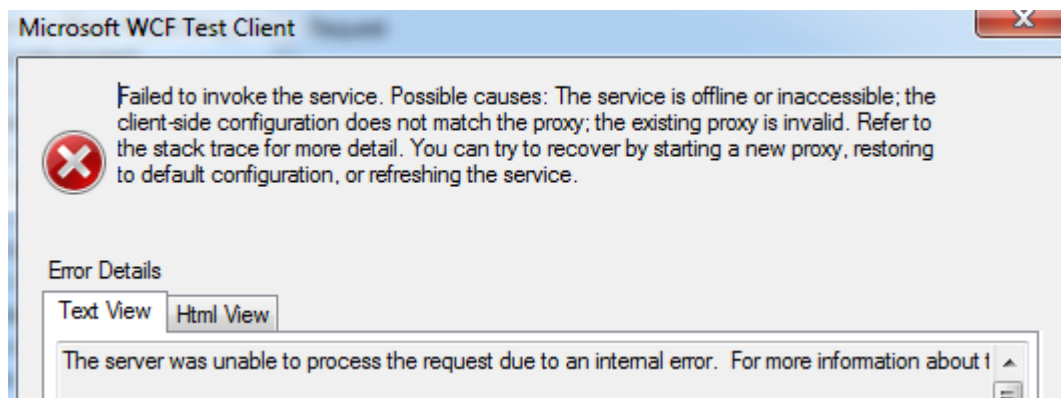 Microsoft WCF Test Client Request
Failed to invoke the service. Possible causes: The service is offline or inaccessible; the
client-side configuration does not match the proxy; the existing proxy is invalid. Refer to
the stack trace for more detail. You can try to recover by starting a new proxy, restoring
to default configuration, or refreshing the service.
Error Details
Text View Html View
The server was unable to process the request due to an internal error.  For more information about t